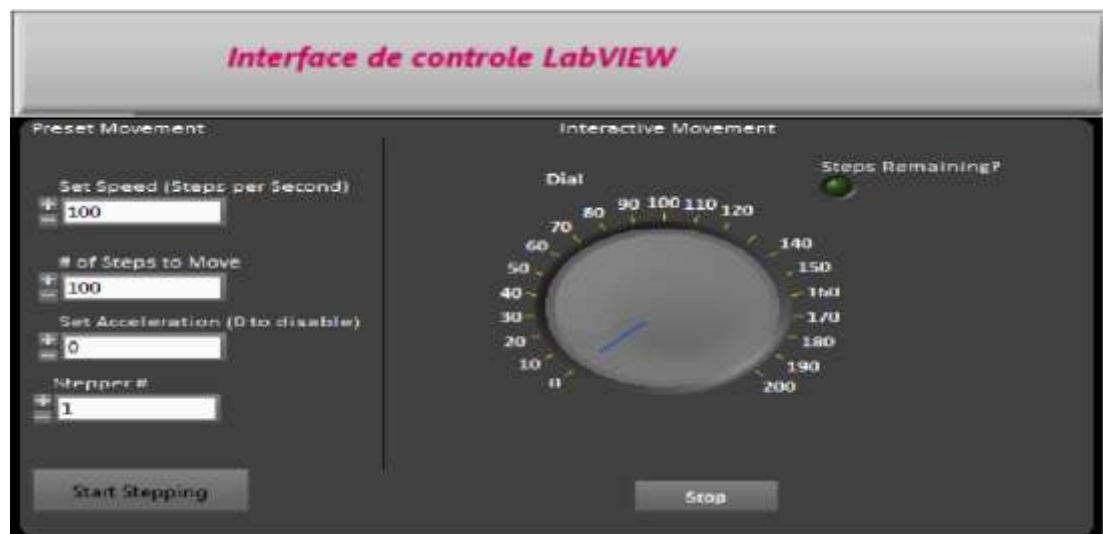 Interface de controle LabVIEW
Preset Movement
Set Speed (Steps per Second)
100
# of Steps to Move
100
Set Acceleration (0 to disable)
0
Stepper #
1
Start Stepping
Interactive Movement
Steps Remaining?
Dial
0 10 20 30 40 50 60 70 80 90 100 110 120 140 150 160 170 180 190 200
Stop